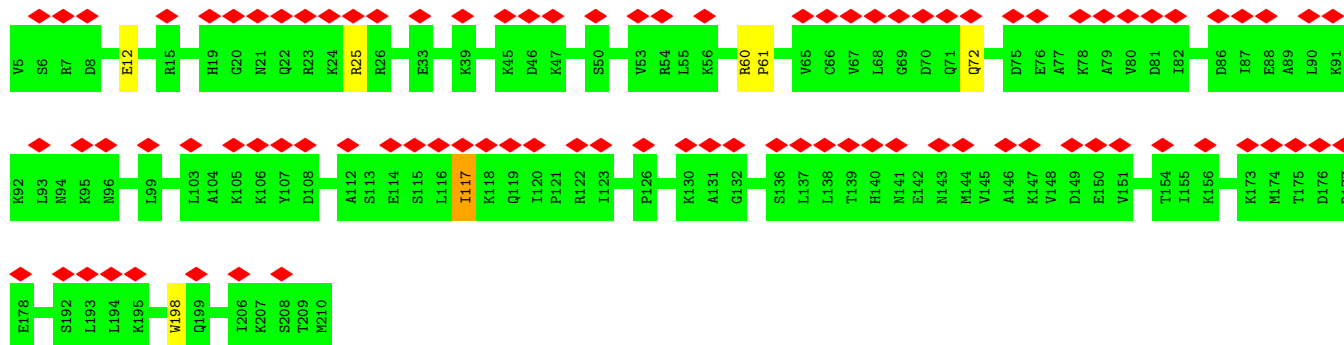 V5 S6 R7 D8 E12 R15 H19 G20 N21 Q22 R23 K24 R25 R26 E33 K39 K45 D46 K47 S50 V53 R54 L55 K56 R60 P61 V65 C66 V67 L68 G69 D70 Q71 Q72 D75 E76 A77 K78 A79 V80 D81 I82 D86 I87 E88 A89 L90 K91
K92 L93 N94 K95 N96 L99 L103 A104 K105 K106 Y107 D108 A112 S113 E114 S115 L116 I117 K118 Q119 I120 P121 R122 I123 P126 K130 A131 G132 S136 L137 L138 T139 H140 N141 E142 N143 M144 V145 A146 K147 V148 D149 E150 V151 T154 I155 K156 K173 M174 T175 D176
E178 S192 L193 L194 K195 W198 Q199 I206 K207 S208 T209 M210